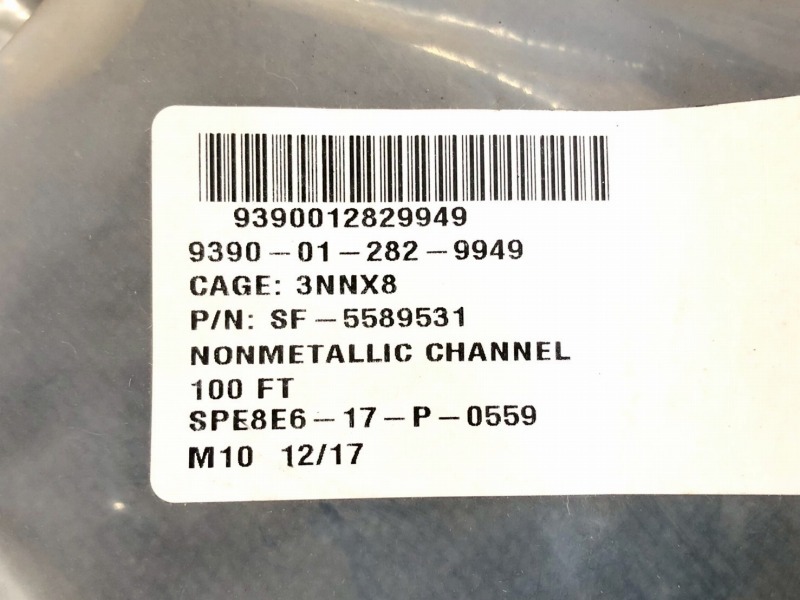 9390012829949
9390-01-282-9949
CAGE: 3NNX8
P/N: SF-5589531
NONMETALLIC CHANNEL
100 FT
SPE8E6-17-P-0559
M10 12/17